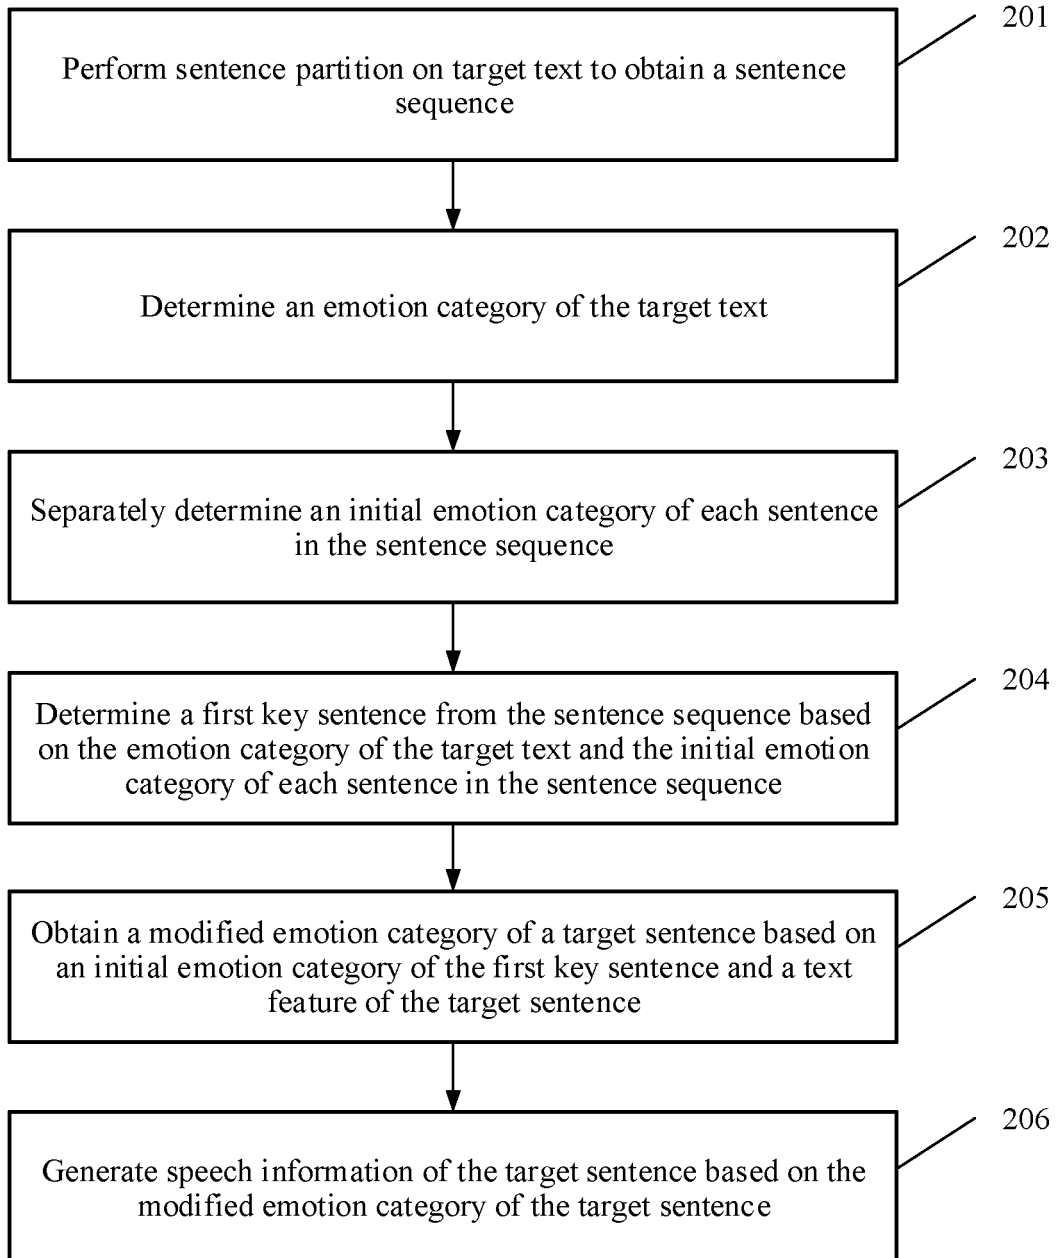 201
Perform sentence partition on target text to obtain a sentence
sequence
202
Determine an emotion category of the target text
203
Separately determine an initial emotion category of each sentence
in the sentence sequence
204
Determine a first key sentence from the sentence sequence based
on the emotion category of the target text and the initial emotion
category of each sentence in the sentence sequence
205
Obtain a modified emotion category of a target sentence based on
an initial emotion category of the first key sentence and a text
feature of the target sentence
206
Generate speech information of the target sentence based on the
modified emotion category of the target sentence